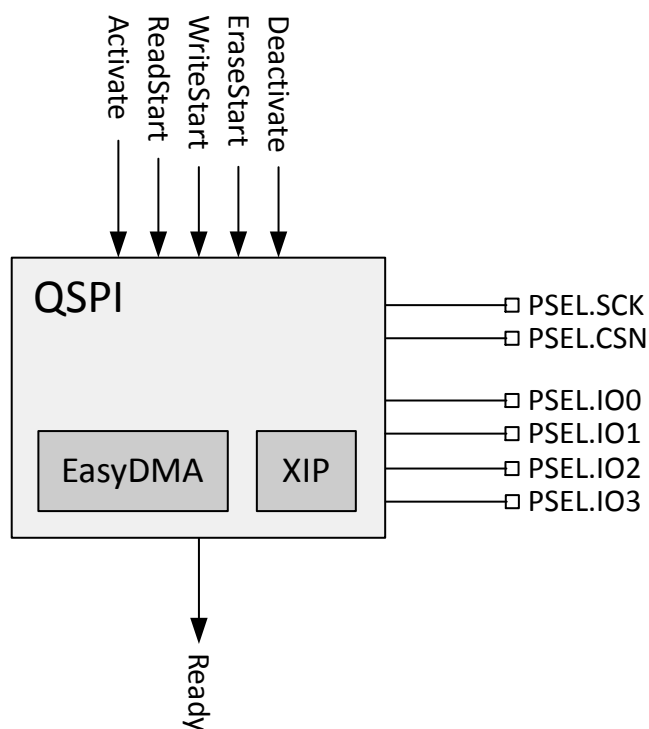 Activate
ReadStart
WriteStart
EraseStart
Deactivate
QSPI
PSEL.SCK
PSEL.CSN
PSEL.IO0
PSEL.IO1
PSEL.IO2
PSEL.IO3
EasyDMA
XIP
Ready